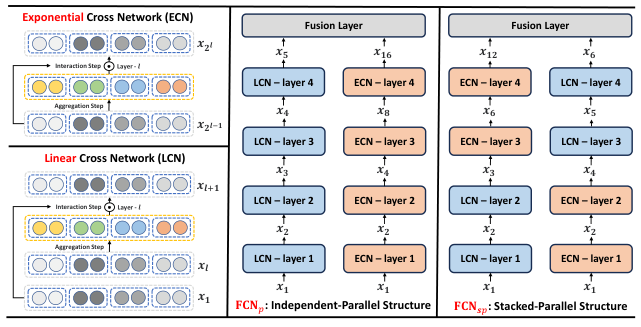 Exponential Cross Network (ECN)
x_{2^l}
Interaction Step
Layer - l
Aggregation Step
x_{2^{l-1}}
Linear Cross Network (LCN)
x_{l+1}
Interaction Step
Layer - l
Aggregation Step
x_l
x_1
Fusion Layer
x_5 x_16
LCN – layer 4 ECN – layer 4
x_4 x_8
LCN – layer 3 ECN – layer 3
x_3 x_4
LCN – layer 2 ECN – layer 2
x_2 x_2
LCN – layer 1 ECN – layer 1
x_1 x_1
FCN_p: Independent-Parallel Structure
Fusion Layer
x_12 x_6
ECN – layer 4 LCN – layer 4
x_6 x_5
ECN – layer 3 LCN – layer 3
x_3 x_4
LCN – layer 2 ECN – layer 2
x_2 x_2
LCN – layer 1 ECN – layer 1
x_1 x_1
FCN_sp: Stacked-Parallel Structure